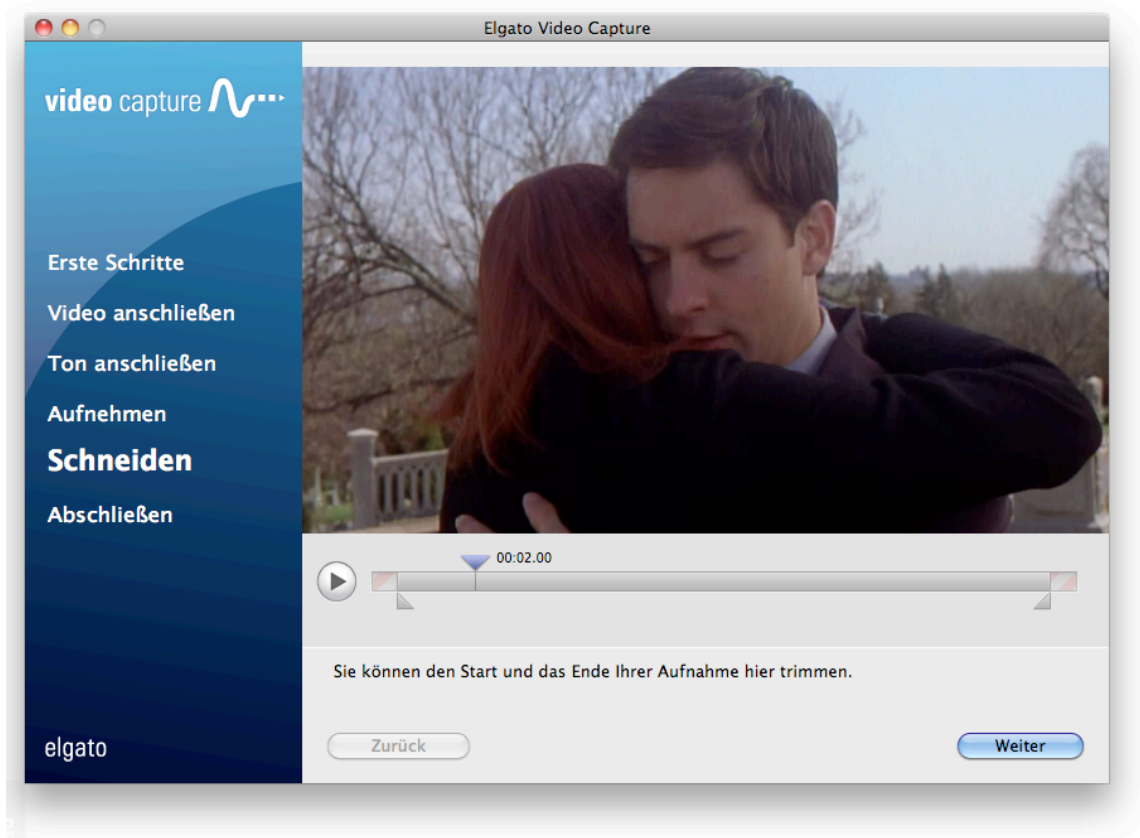 Elgato Video Capture
video capture
Erste Schritte
Video anschließen
Ton anschließen
Aufnehmen
Schneiden
Abschließen
elgato
00:02.00
Sie können den Start und das Ende Ihrer Aufnahme hier trimmen.
Zurück
Weiter